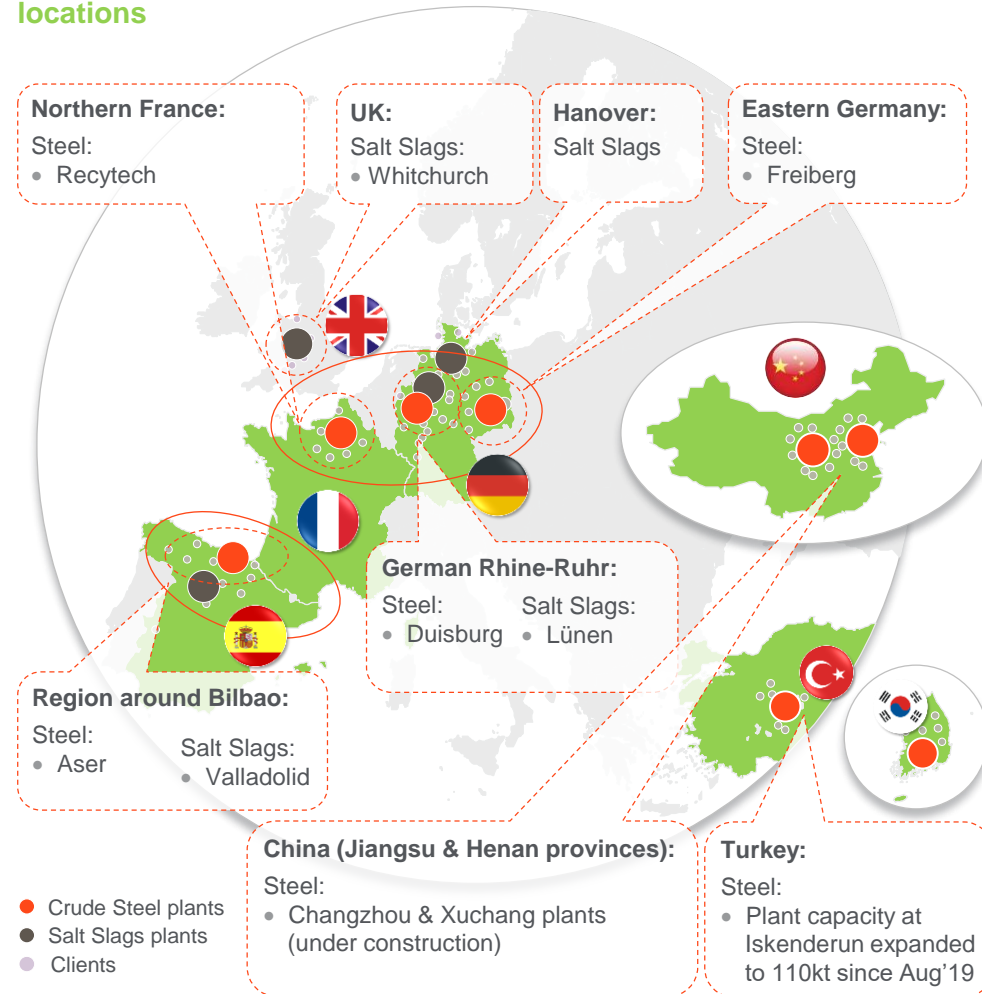 locations
Northern France:
Steel:
• Recytech
UK:
Salt Slags:
• Whitchurch
Hanover:
Salt Slags
Eastern Germany:
Steel:
• Freiberg
German Rhine-Ruhr:
Steel:
• Duisburg
Salt Slags:
• Lünen
Region around Bilbao:
Steel:
• Aser
Salt Slags:
• Valladolid
China (Jiangsu & Henan provinces):
Steel:
• Changzhou & Xuchang plants
(under construction)
Turkey:
Steel:
• Plant capacity at
Iskenderun expanded
to 110kt since Aug'19
Crude Steel plants
Salt Slags plants
Clients